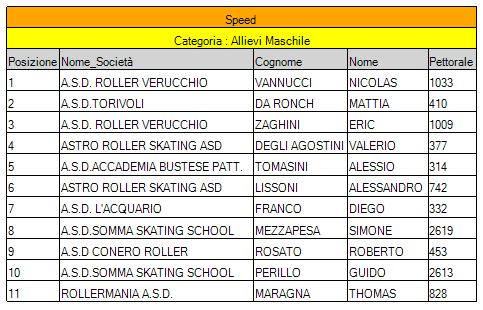 Speed
Categoria : Allievi Maschile
Posizione Nome_Società Cognome Nome Pettorale
1 A.S.D. ROLLER VERUCCHIO VANNUCCI NICOLAS 1033
2 A.S.D.TORIVOLI DA RONCH MATTIA 410
3 A.S.D. ROLLER VERUCCHIO ZAGHINI ERIC 1009
4 ASTRO ROLLER SKATING ASD DEGLI AGOSTINI VALERIO 377
5 A.S.D.ACCADEMIA BUSTESE PATT. TOMASINI ALESSIO 314
6 ASTRO ROLLER SKATING ASD LISSONI ALESSANDRO 742
7 A.S.D. L'ACQUARIO FRANCO DIEGO 332
8 A.S.D.SOMMA SKATING SCHOOL MEZZAPESA SIMONE 2619
9 A.S.D CONERO ROLLER ROSATO ROBERTO 453
10 A.S.D.SOMMA SKATING SCHOOL PERILLO GUIDO 2613
11 ROLLERMANIA A.S.D. MARAGNA THOMAS 828